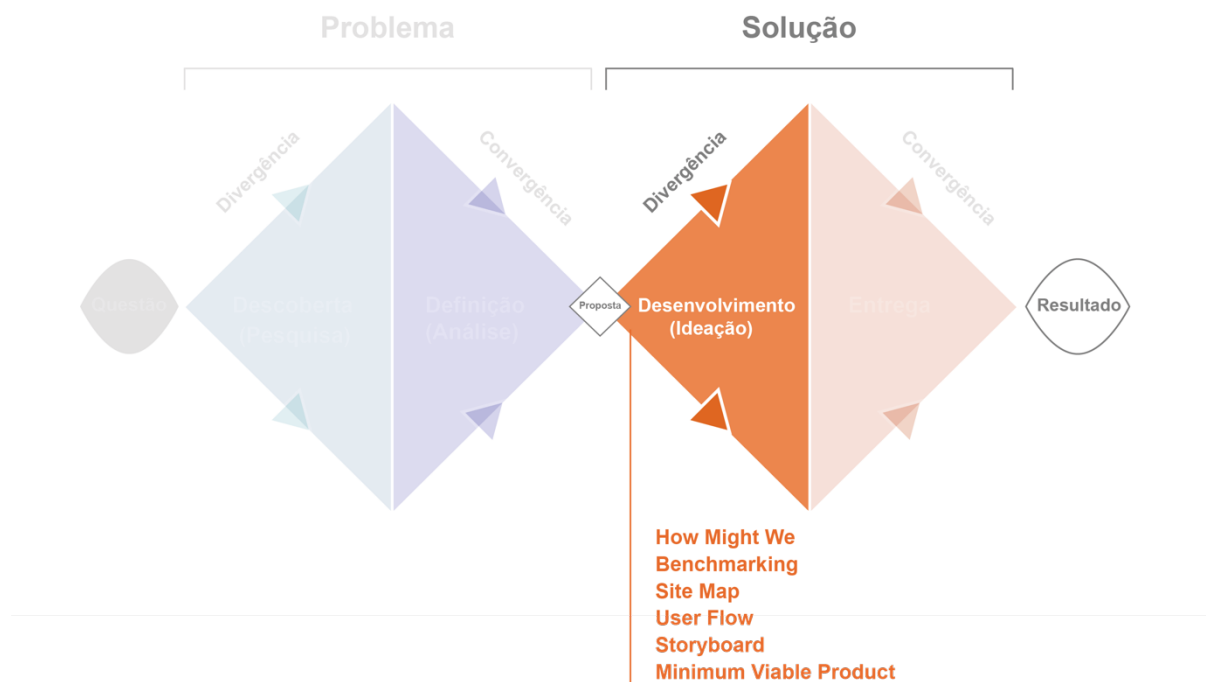 Problema
Solução
Divergência
Convergência
Divergência
Convergência
Questão
Descoberta
(Pesquisa)
Definição
(Análise)
Proposta
Desenvolvimento
(Ideação)
Entrega
Resultado
How Might We
Benchmarking
Site Map
User Flow
Storyboard
Minimum Viable Product